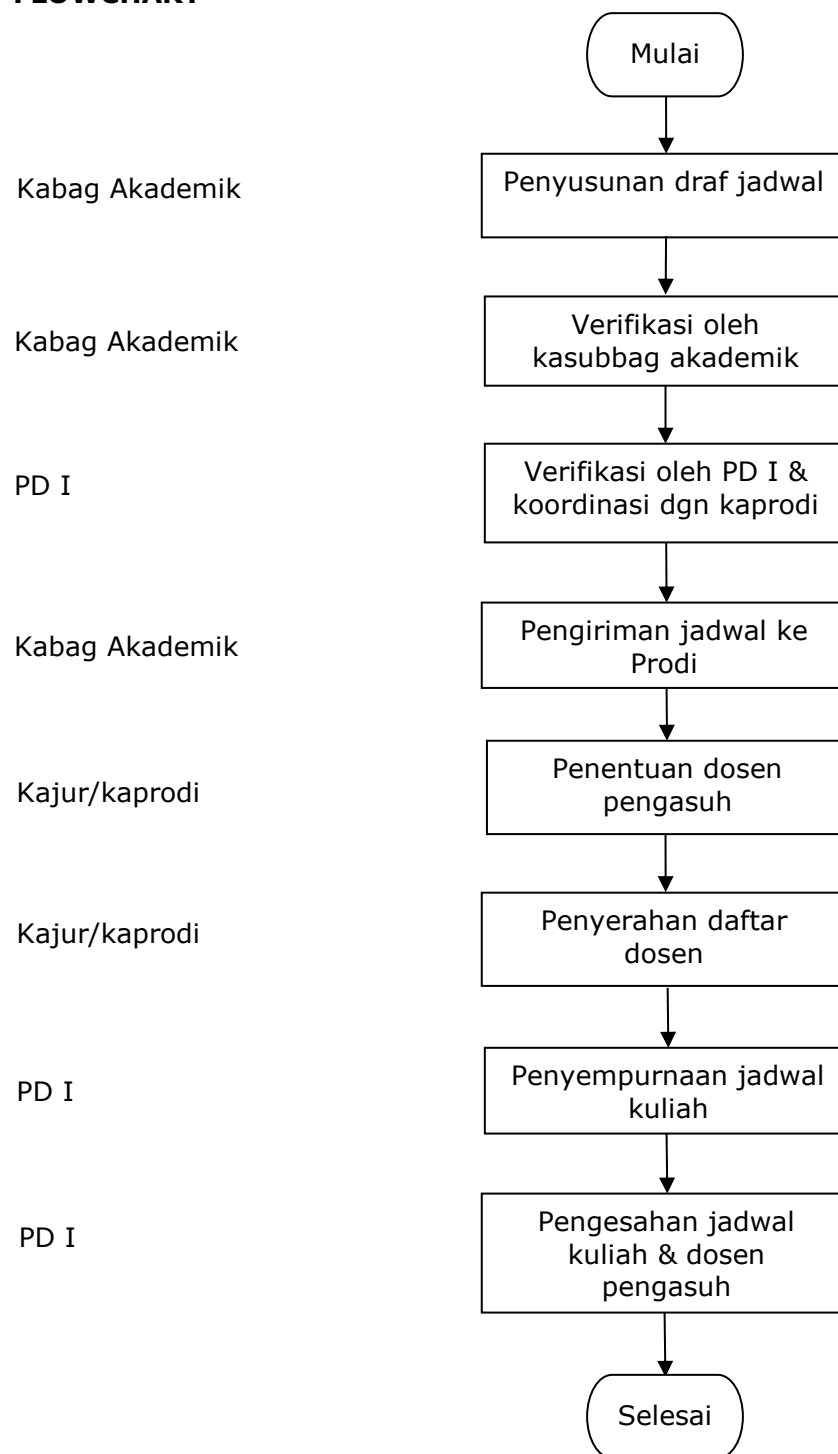 FLOWCHART
Mulai
Kabag Akademik
Penyusunan draf jadwal
Kabag Akademik
Verifikasi oleh
kasubbag akademik
PD I
Verifikasi oleh PD I &
koordinasi dgn kaprodi
Kabag Akademik
Pengiriman jadwal ke
Prodi
Kajur/kaprodi
Penentuan dosen
pengasuh
Kajur/kaprodi
Penyerahan daftar
dosen
PD I
Penyempurnaan jadwal
kuliah
PD I
Pengesahan jadwal
kuliah & dosen
pengasuh
Selesai